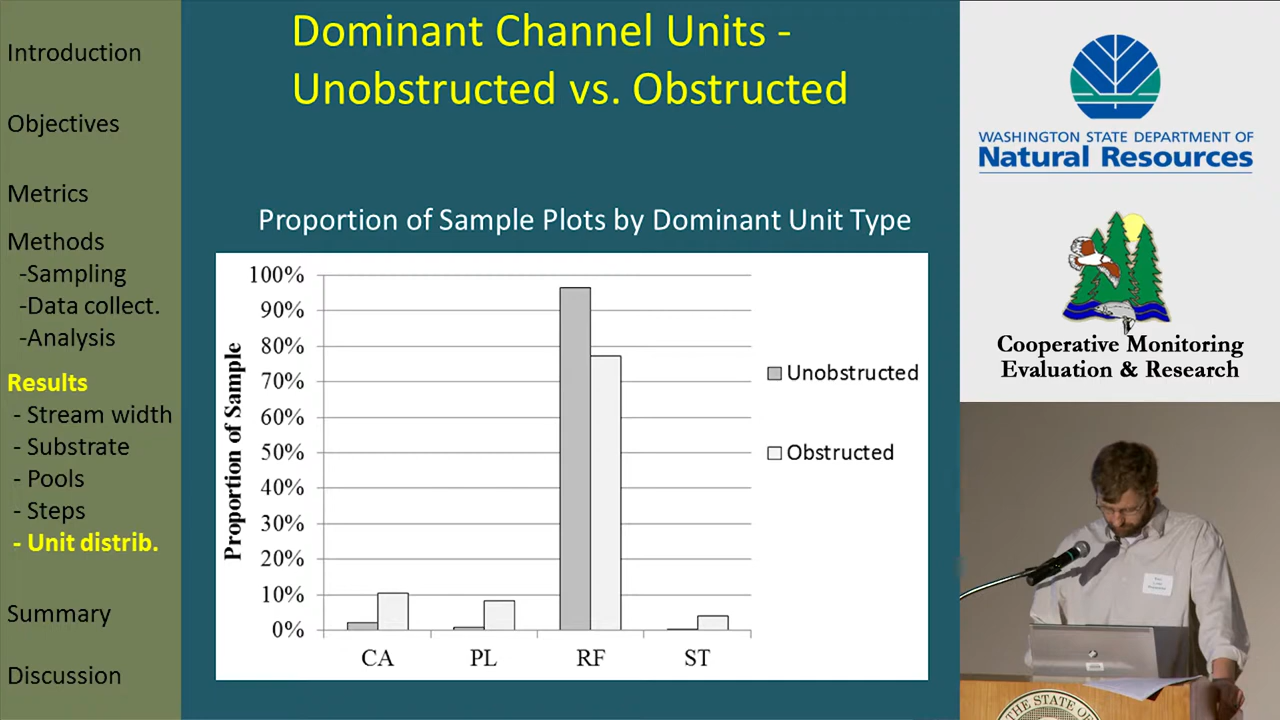 Introduction
Objectives
Metrics
Methods
-Sampling
-Data collect.
-Analysis
Results
- Stream width
- Substrate
- Pools
- Steps
- Unit distrib.
Summary
Discussion
Dominant Channel Units -
Unobstructed vs. Obstructed
Proportion of Sample Plots by Dominant Unit Type
Proportion of Sample
100%
90%
80%
70%
60%
50%
40%
30%
20%
10%
0%
CA PL RF ST
Unobstructed
Obstructed
WASHINGTON STATE DEPARTMENT OF
Natural Resources
Cooperative Monitoring
Evaluation & Research
THE STATE OF